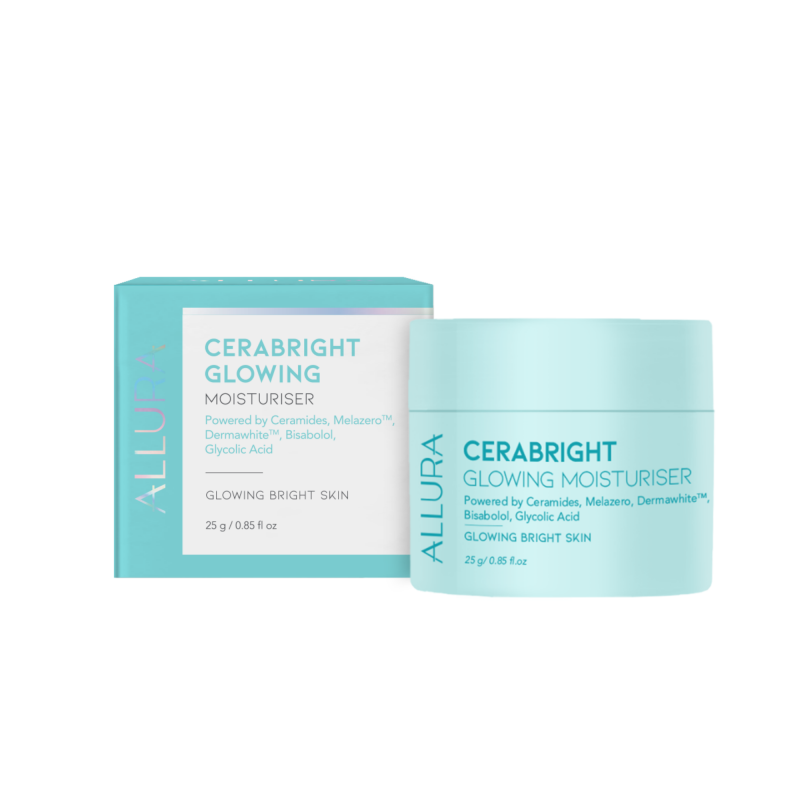 ALLURA
CERABRIGHT
GLOWING
MOISTURISER
Powered by Ceramides, Melazero™,
Dermawhite™, Bisabolol,
Glycolic Acid
GLOWING BRIGHT SKIN
25 g / 0.85 fl oz
ALLURA
CERABRIGHT
GLOWING MOISTURISER
Powered by Ceramides, Melazero, Dermawhite™,
Bisabolol, Glycolic Acid
GLOWING BRIGHT SKIN
25 g/ 0.85 fl.oz